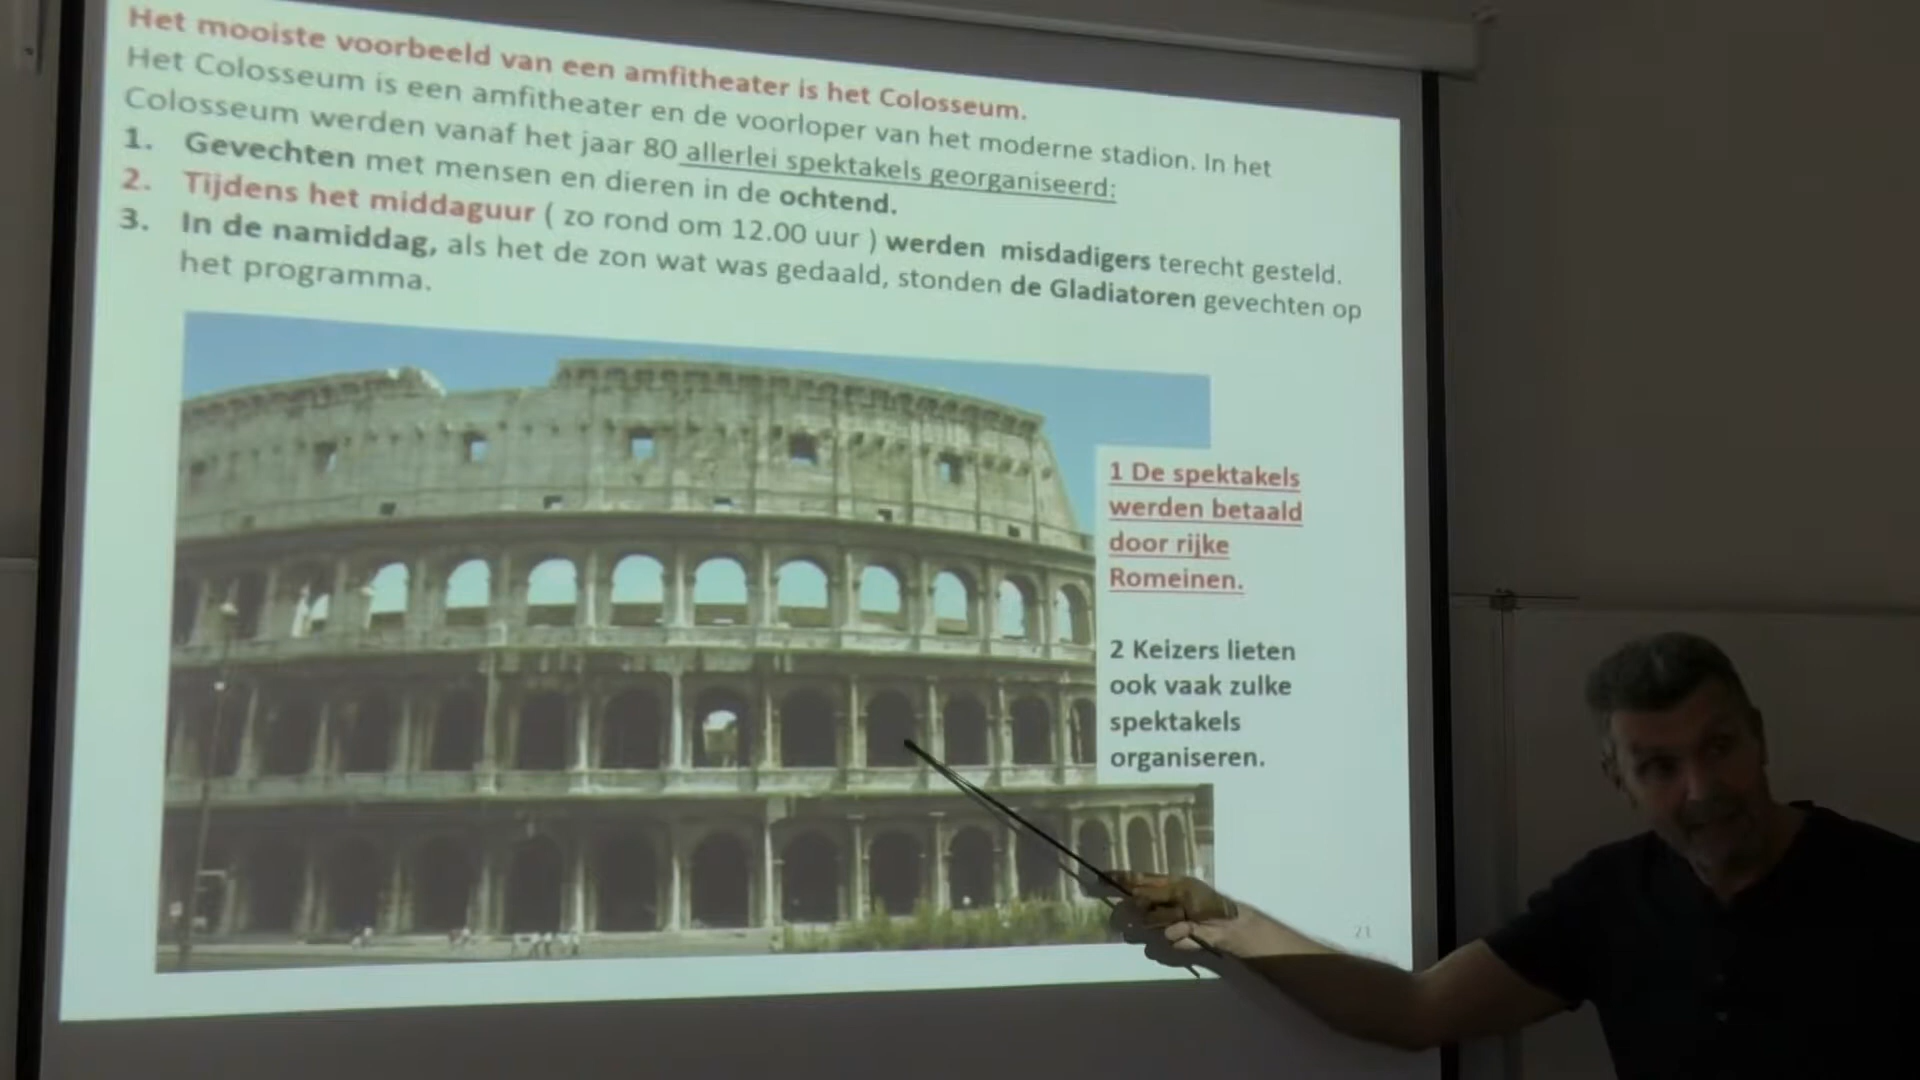 Het mooiste voorbeeld van een amfitheater is het Colosseum.
Het Colosseum is een amfitheater en de voorloper van het moderne stadion. In het
Colosseum werden vanaf het jaar 80 allerlei spektakels georganiseerd:
1. Gevechten met mensen en dieren in de ochtend.
2. Tijdens het middaguur ( zo rond om 12.00 uur ) werden misdadigers terecht gesteld.
3. In de namiddag, als het de zon wat was gedaald, stonden de Gladiatoren gevechten op
het programma.
1 De spektakels
werden betaald
door rijke
Romeinen.
2 Keizers lieten
ook vaak zulke
spektakels
organiseren.
21